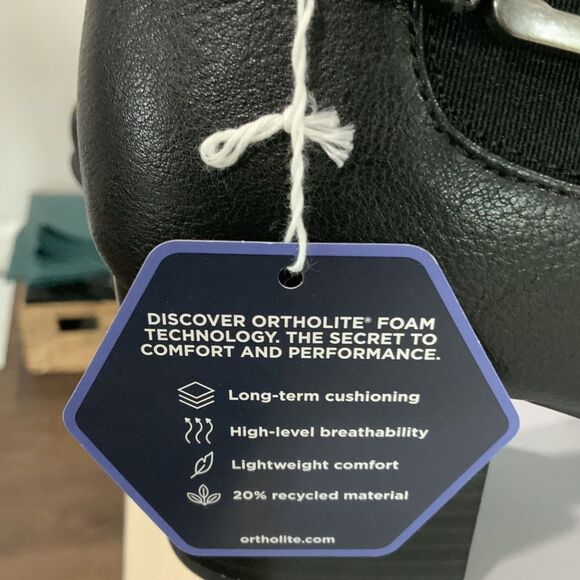 DISCOVER ORTHOLITE® FOAM
TECHNOLOGY. THE SECRET TO
COMFORT AND PERFORMANCE.
Long-term cushioning
High-level breathability
Lightweight comfort
20% recycled material
ortholite.com